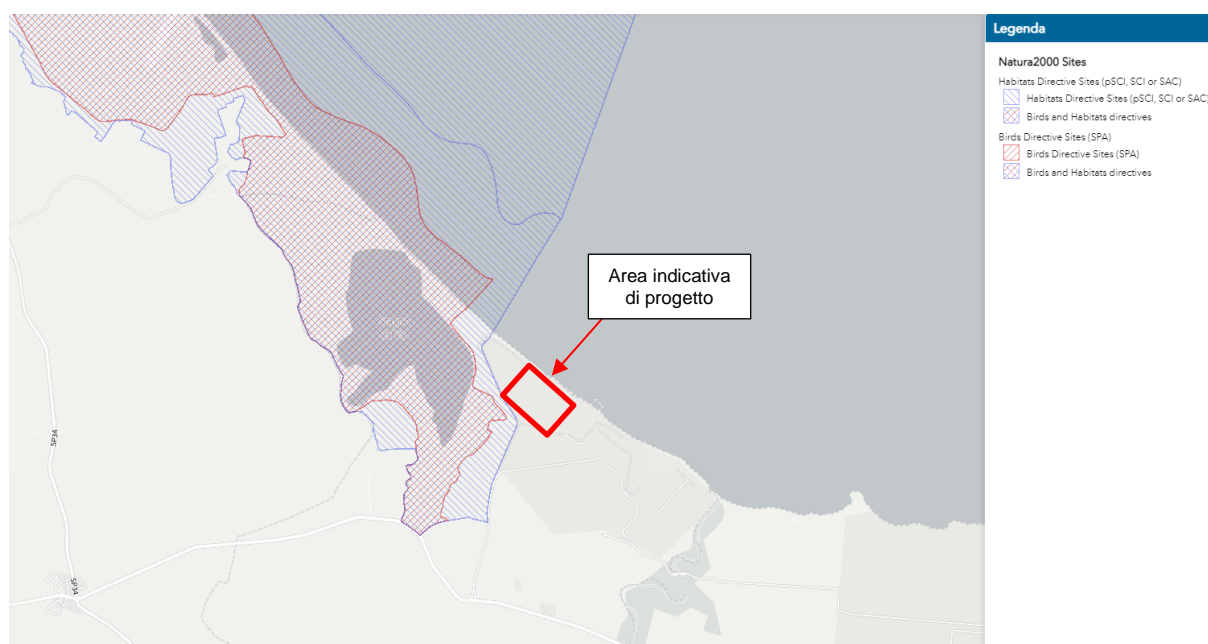 Legenda
Natura2000 Sites
Habitats Directive Sites (pSCI, SCI or SAC)
Habitats Directive Sites (pSCI, SCI or SAC)
Birds and Habitats directives
Birds Directive Sites (SPA)
Birds Directive Sites (SPA)
Birds and Habitats directives
Area indicativa
di progetto
SP34
SP34